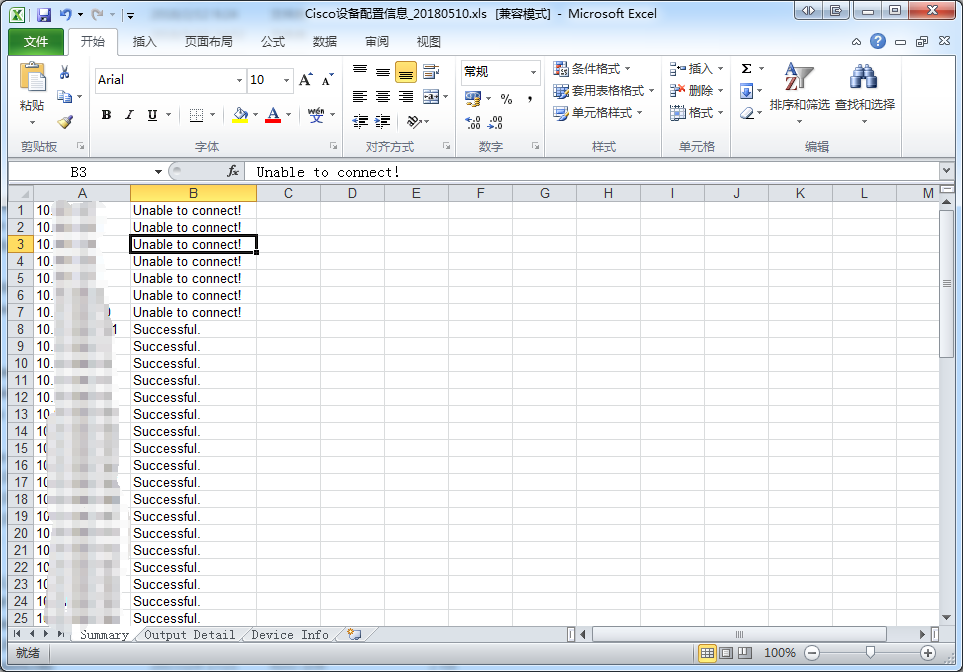 Cisco设备配置信息_20180510.xls [兼容模式] - Microsoft Excel
文件 开始 插入 页面布局 公式 数据 审阅 视图
粘贴 Arial 10 常规 条件格式 插入 Σ
B I U A wén 套用表格格式 删除 排序和筛选 查找和选择
% , 单元格样式 格式
剪贴板 字体 对齐方式 数字 样式 单元格 编辑
B3 fx Unable to connect!
A B C D E F G H I J K L M
1 10. Unable to connect!
2 10. Unable to connect!
3 10. Unable to connect!
4 10. Unable to connect!
5 10. Unable to connect!
6 10. Unable to connect!
7 10. Unable to connect!
8 10. 1 Successful.
9 10. Successful.
10 10. Successful.
11 10. Successful.
12 10. Successful.
13 10 Successful.
14 10 Successful.
15 10 Successful.
16 10 Successful.
17 10 Successful.
18 10 Successful.
19 10 Successful.
20 10. Successful.
21 10. Successful.
22 10. Successful.
23 10. Successful.
24 10 Successful.
25 Successful.
Summary Output Detail Device Info
就绪 100%